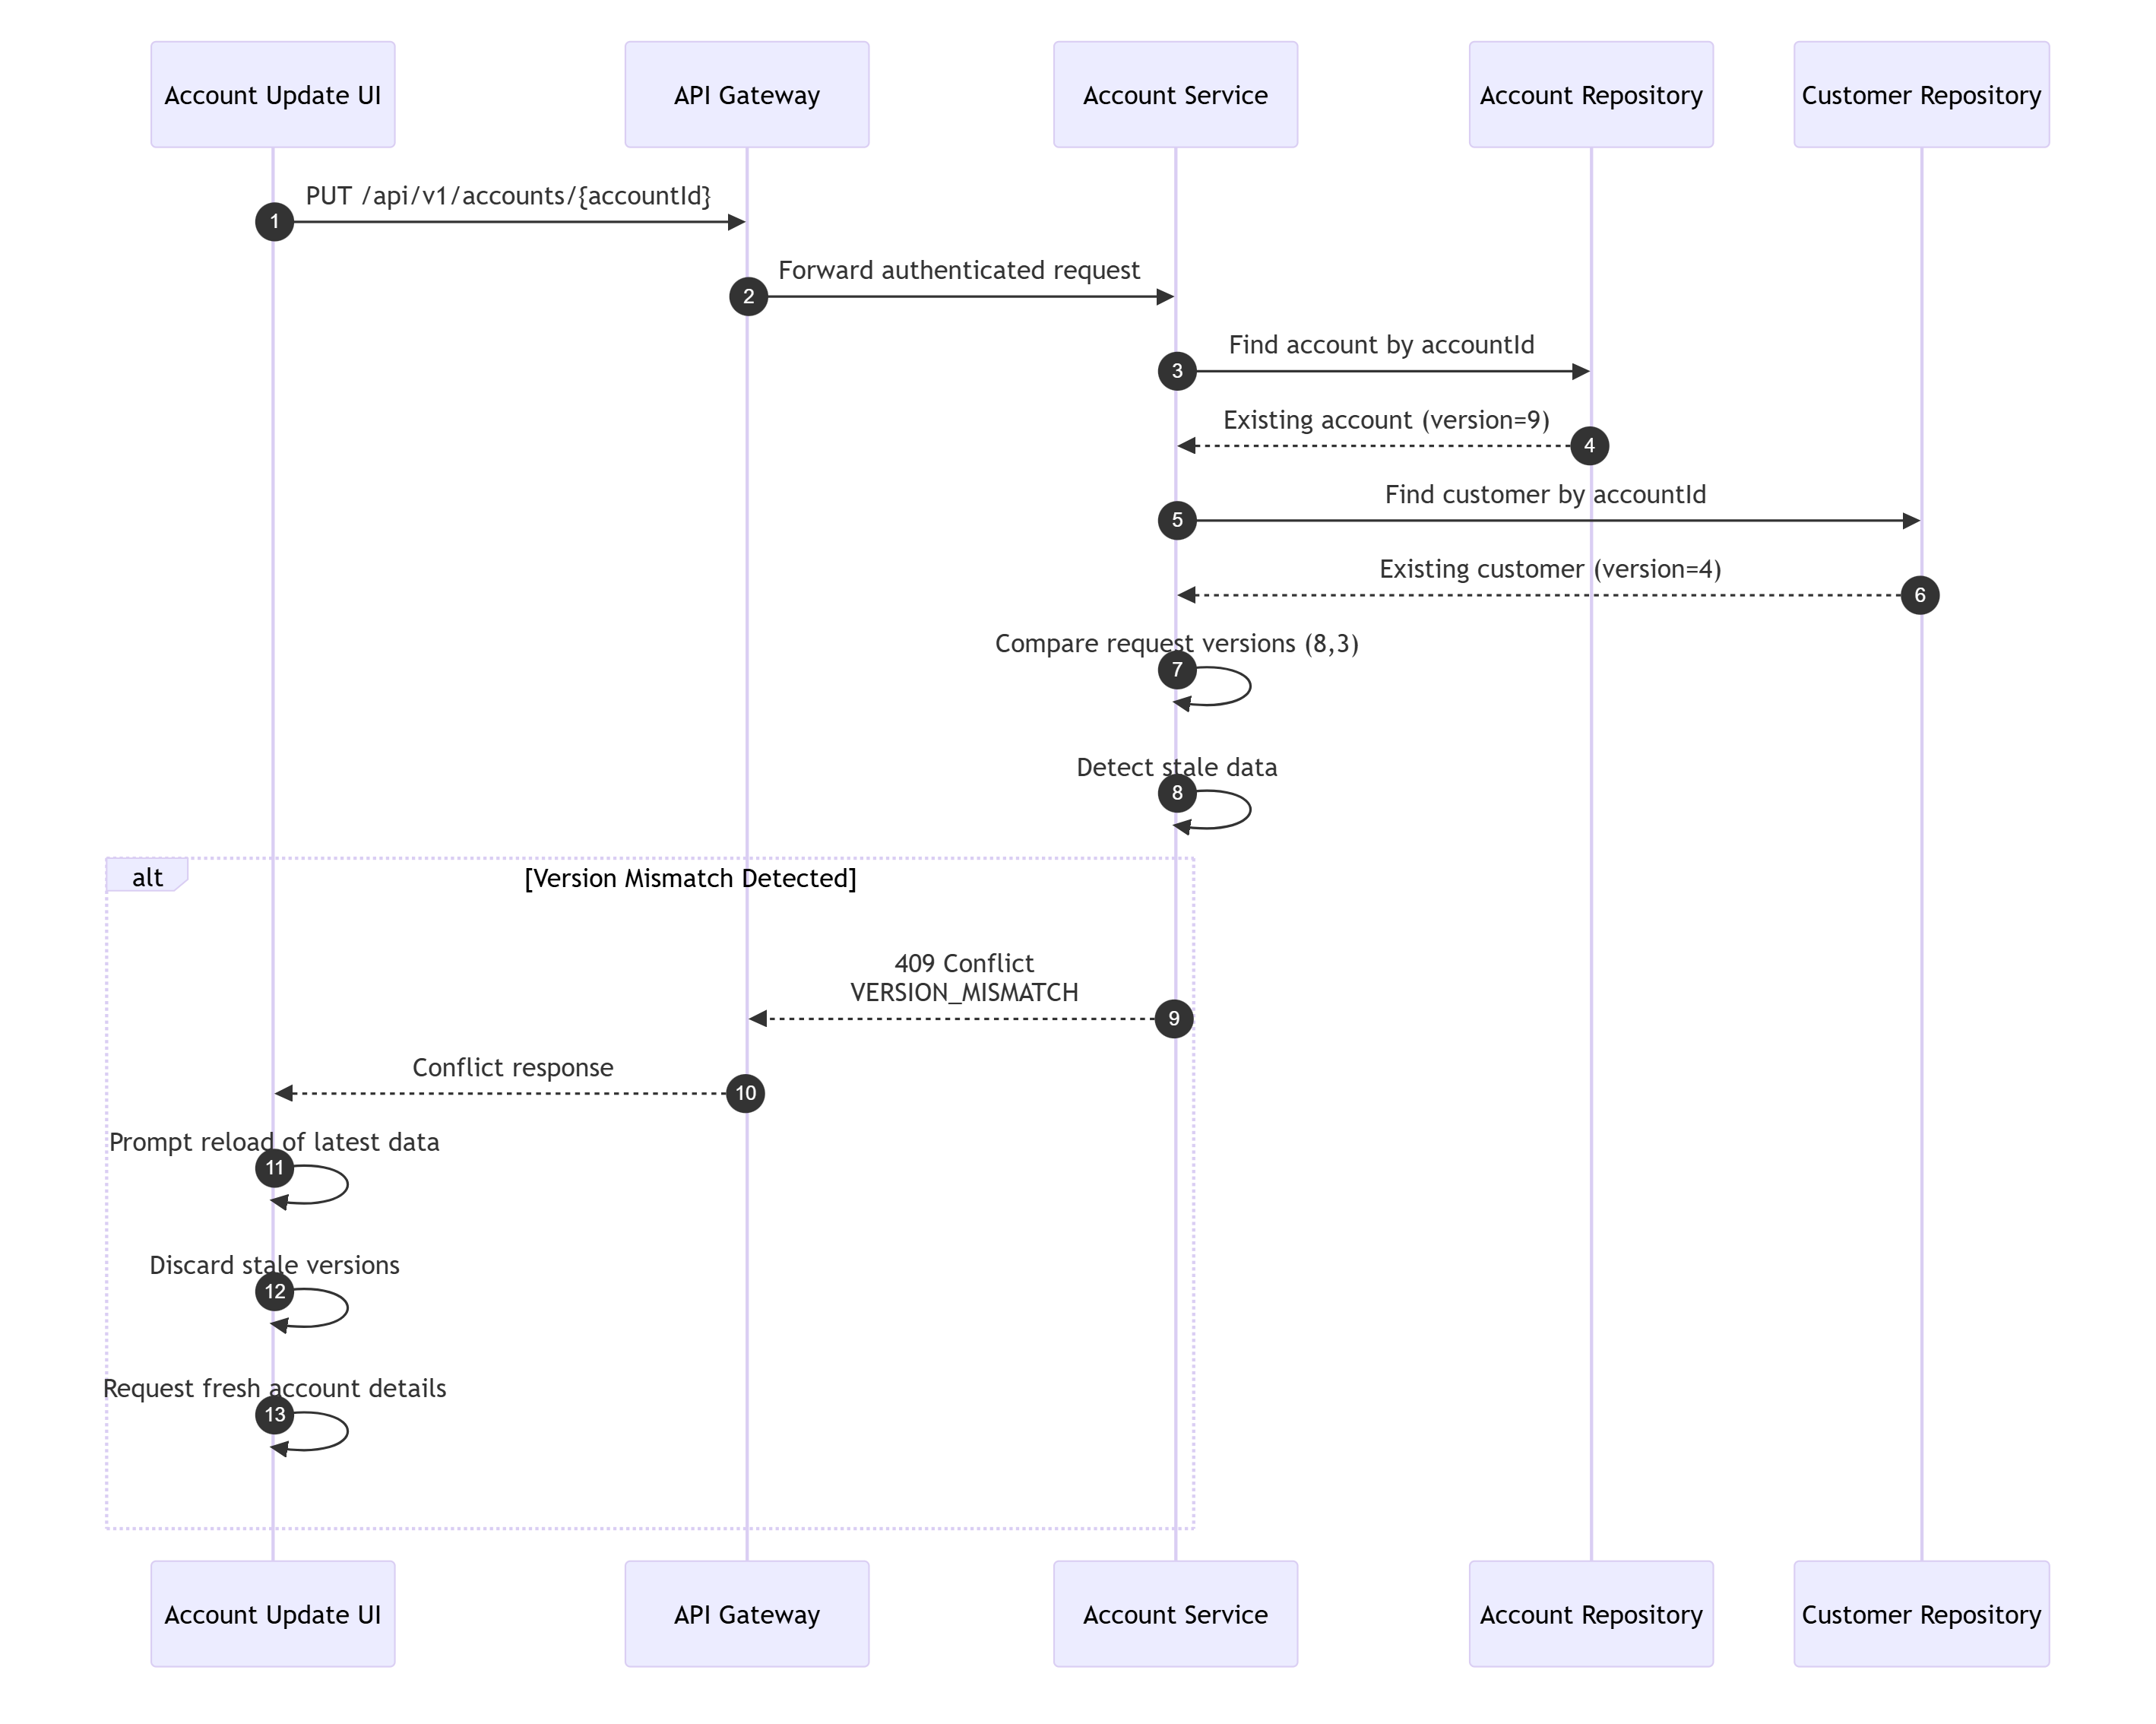 Account Update UI
API Gateway
Account Service
Account Repository
Customer Repository
PUT /api/v1/accounts/{accountId}
1
Forward authenticated request
2
Find account by accountId
3
Existing account (version=9)
4
Find customer by accountId
5
Existing customer (version=4)
6
Compare request versions (8,3)
7
Detect stale data
8
alt
[Version Mismatch Detected]
409 Conflict
VERSION_MISMATCH
9
Conflict response
10
Prompt reload of latest data
11
Discard stale versions
12
Request fresh account details
13
Account Update UI
API Gateway
Account Service
Account Repository
Customer Repository